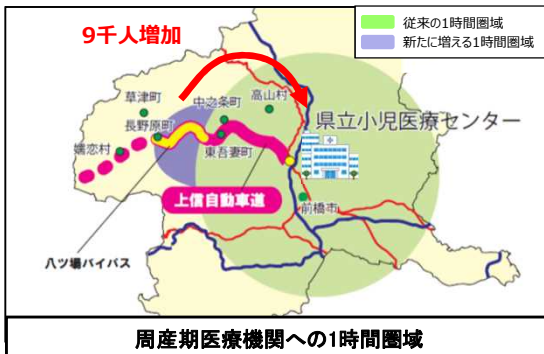 従来の1時間圏域
新たに増える1時間圏域
9千人増加
草津町
中之条町
高山村
長野原町
嬬恋村
東吾妻町
県立小児医療センター
上信自動車道
前橋市
八ツ場バイパス
周産期医療機関への1時間圏域